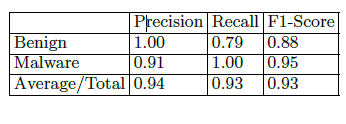 Precision Recall F1-Score
Benign 1.00 0.79 0.88
Malware 0.91 1.00 0.95
Average/Total 0.94 0.93 0.93